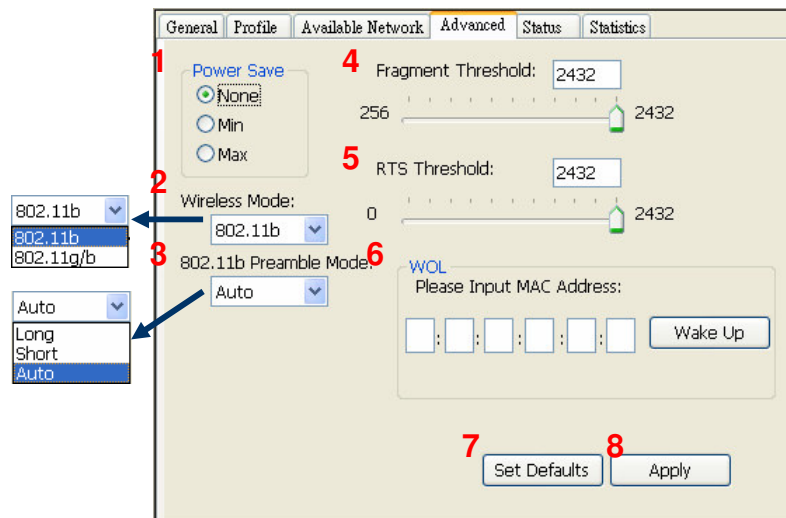 General Profile Available Network Advanced Status Statistics
1
Power Save
None
Min
Max
2
Wireless Mode:
802.11b
802.11b
802.11b
802.11g/b
3
802.11b Preamble Mode:
Auto
Auto
Long
Short
Auto
4
Fragment Threshold: 2432
256 2432
5
RTS Threshold: 2432
0 2432
6
WOL
Please Input MAC Address:
: : : : : Wake Up
7
Set Defaults
8
Apply